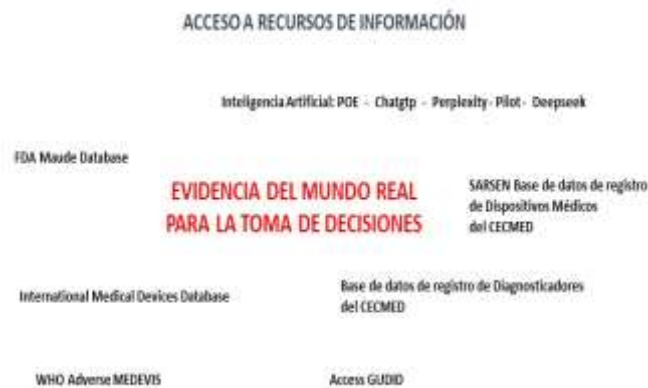 ACCESO A RECURSOS DE INFORMACIÓN
Inteligencia Artificial: POE - Chatgtp - Perplexity- Pilot- Deepseek
FDA Maude Database
EVIDENCIA DEL MUNDO REAL
PARA LA TOMA DE DECISIONES
SARSEN Base de datos de registro
de Dispositivos Médicos
del CECMED
International Medical Devices Database
Base de datos de registro de Diagnosticadores
del CECMED
WHO Adverse MEDEVIS
Access GUDID